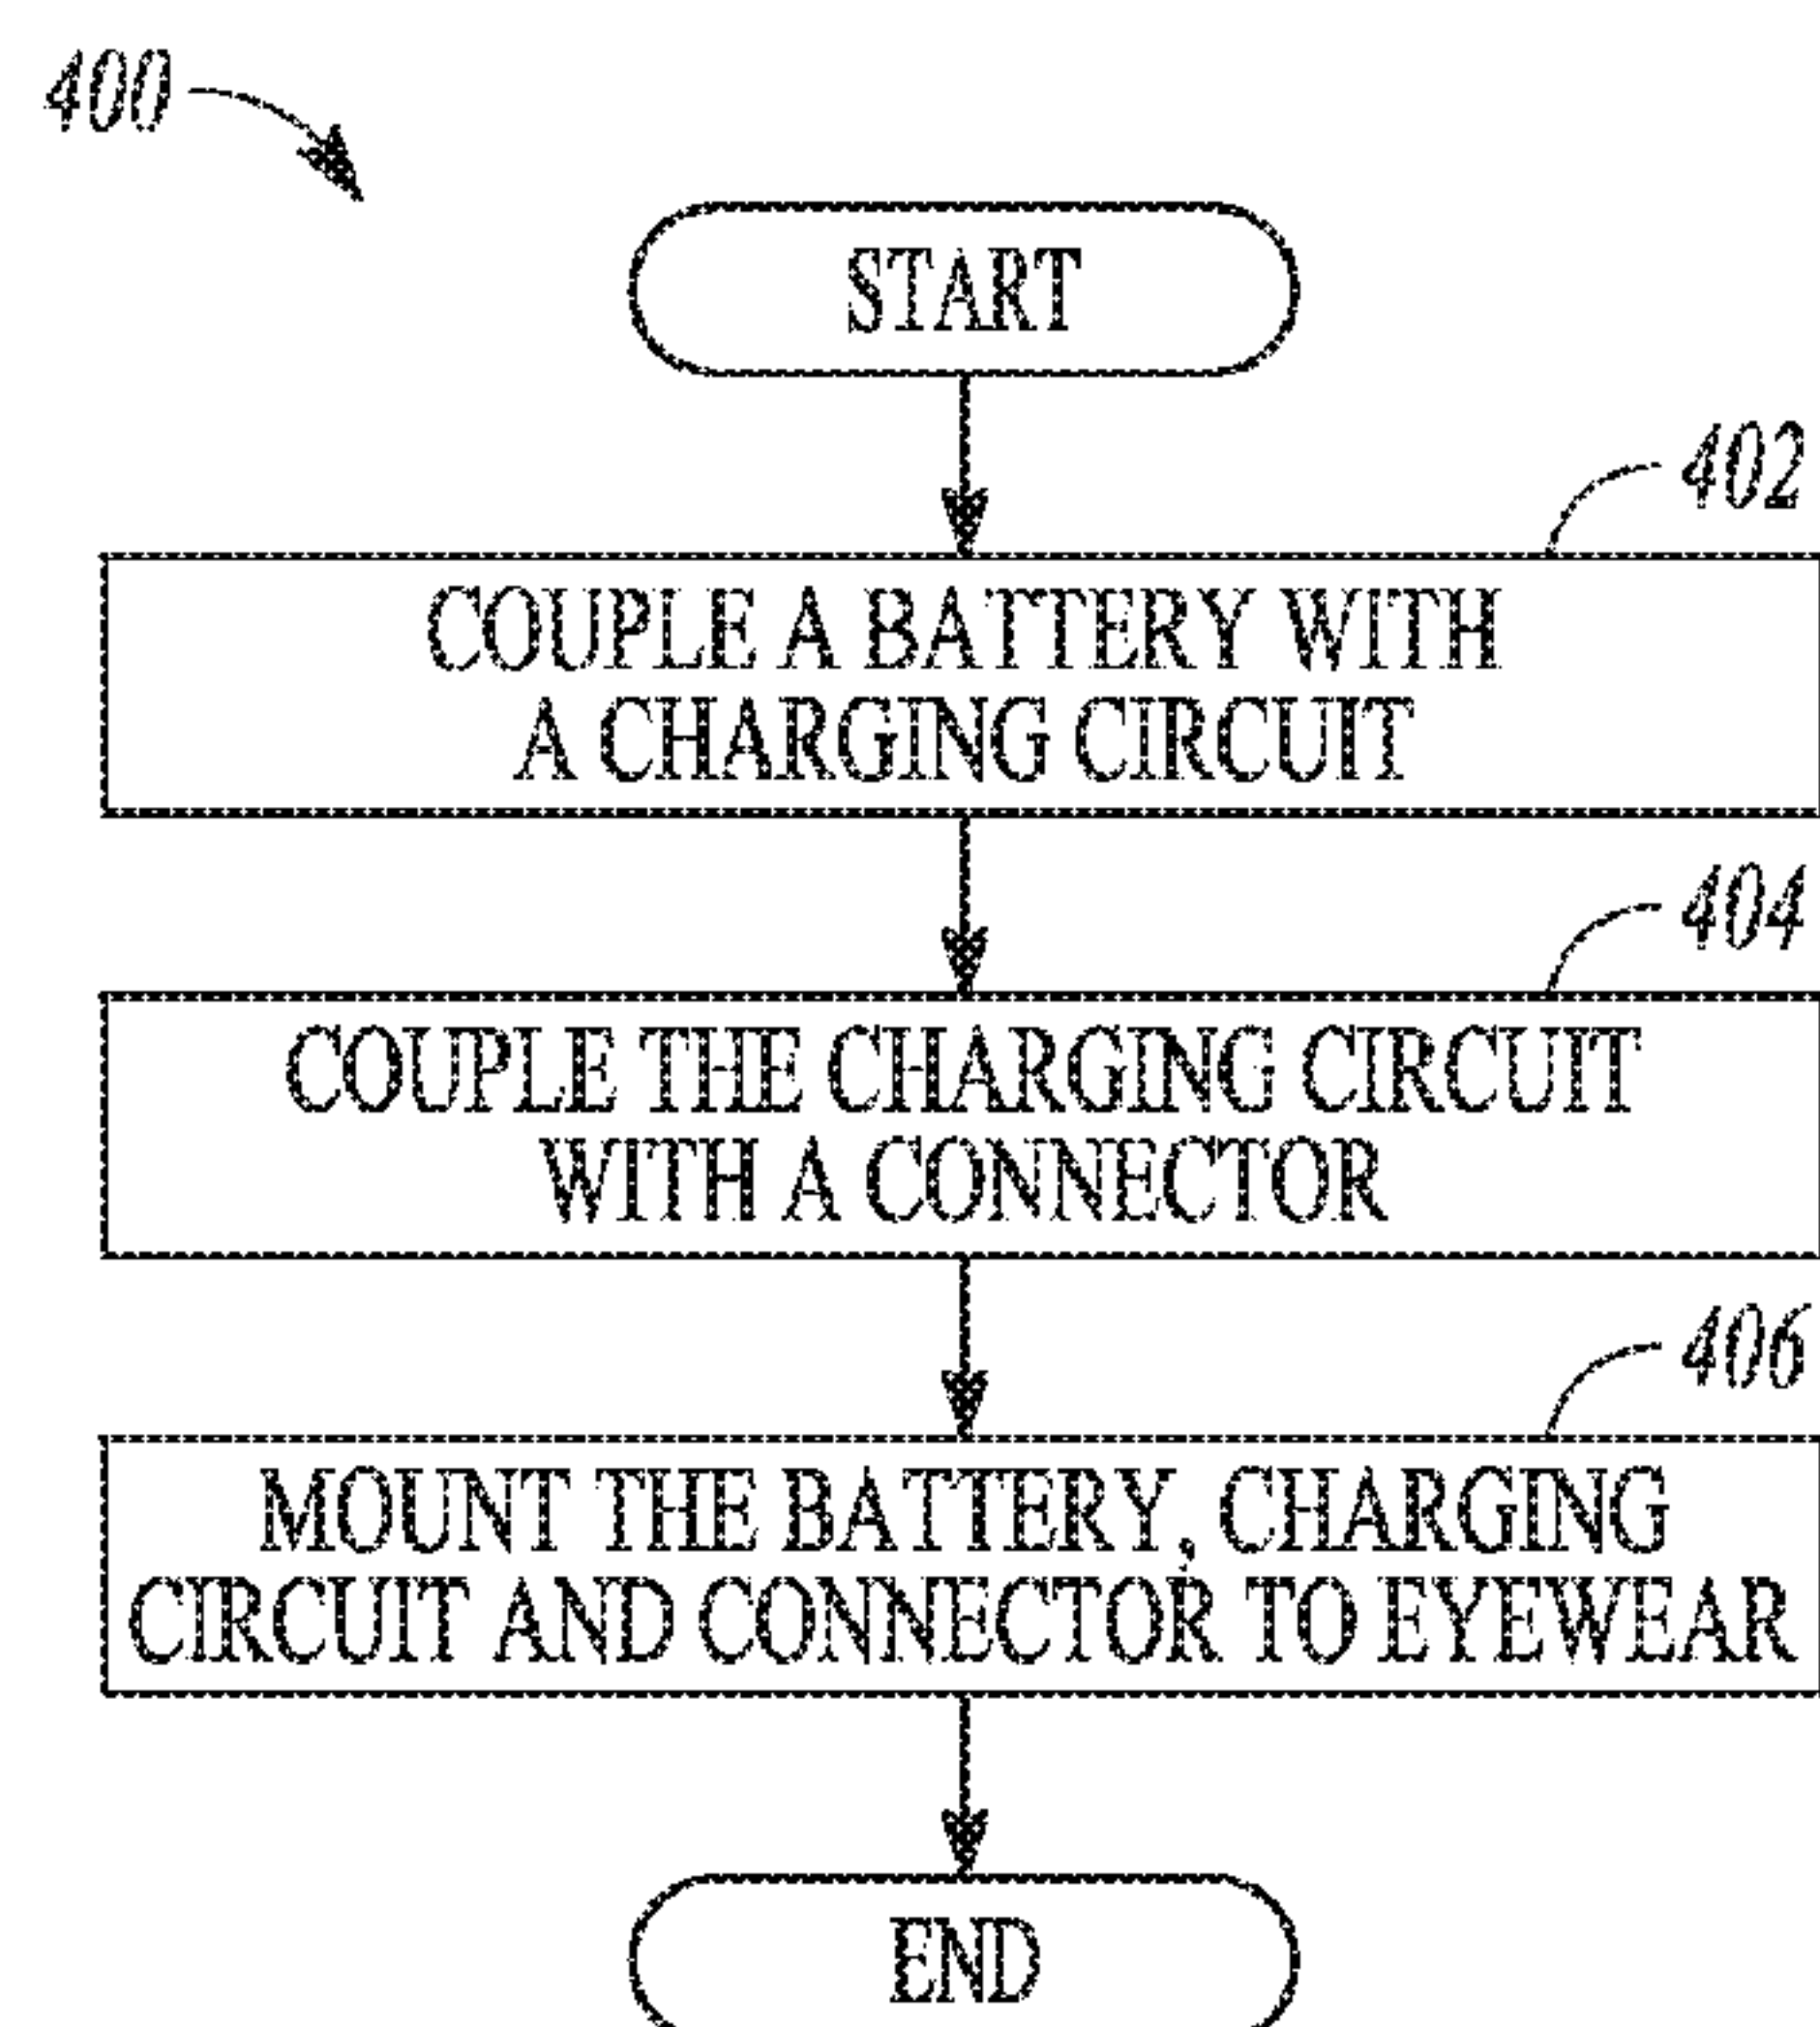 400
START
402
COUPLE A BATTERY WITH
A CHARGING CIRCUIT
404
COUPLE THE CHARGING CIRCUIT
WITH A CONNECTOR
406
MOUNT THE BATTERY, CHARGING
CIRCUIT AND CONNECTOR TO EYEWEAR
END